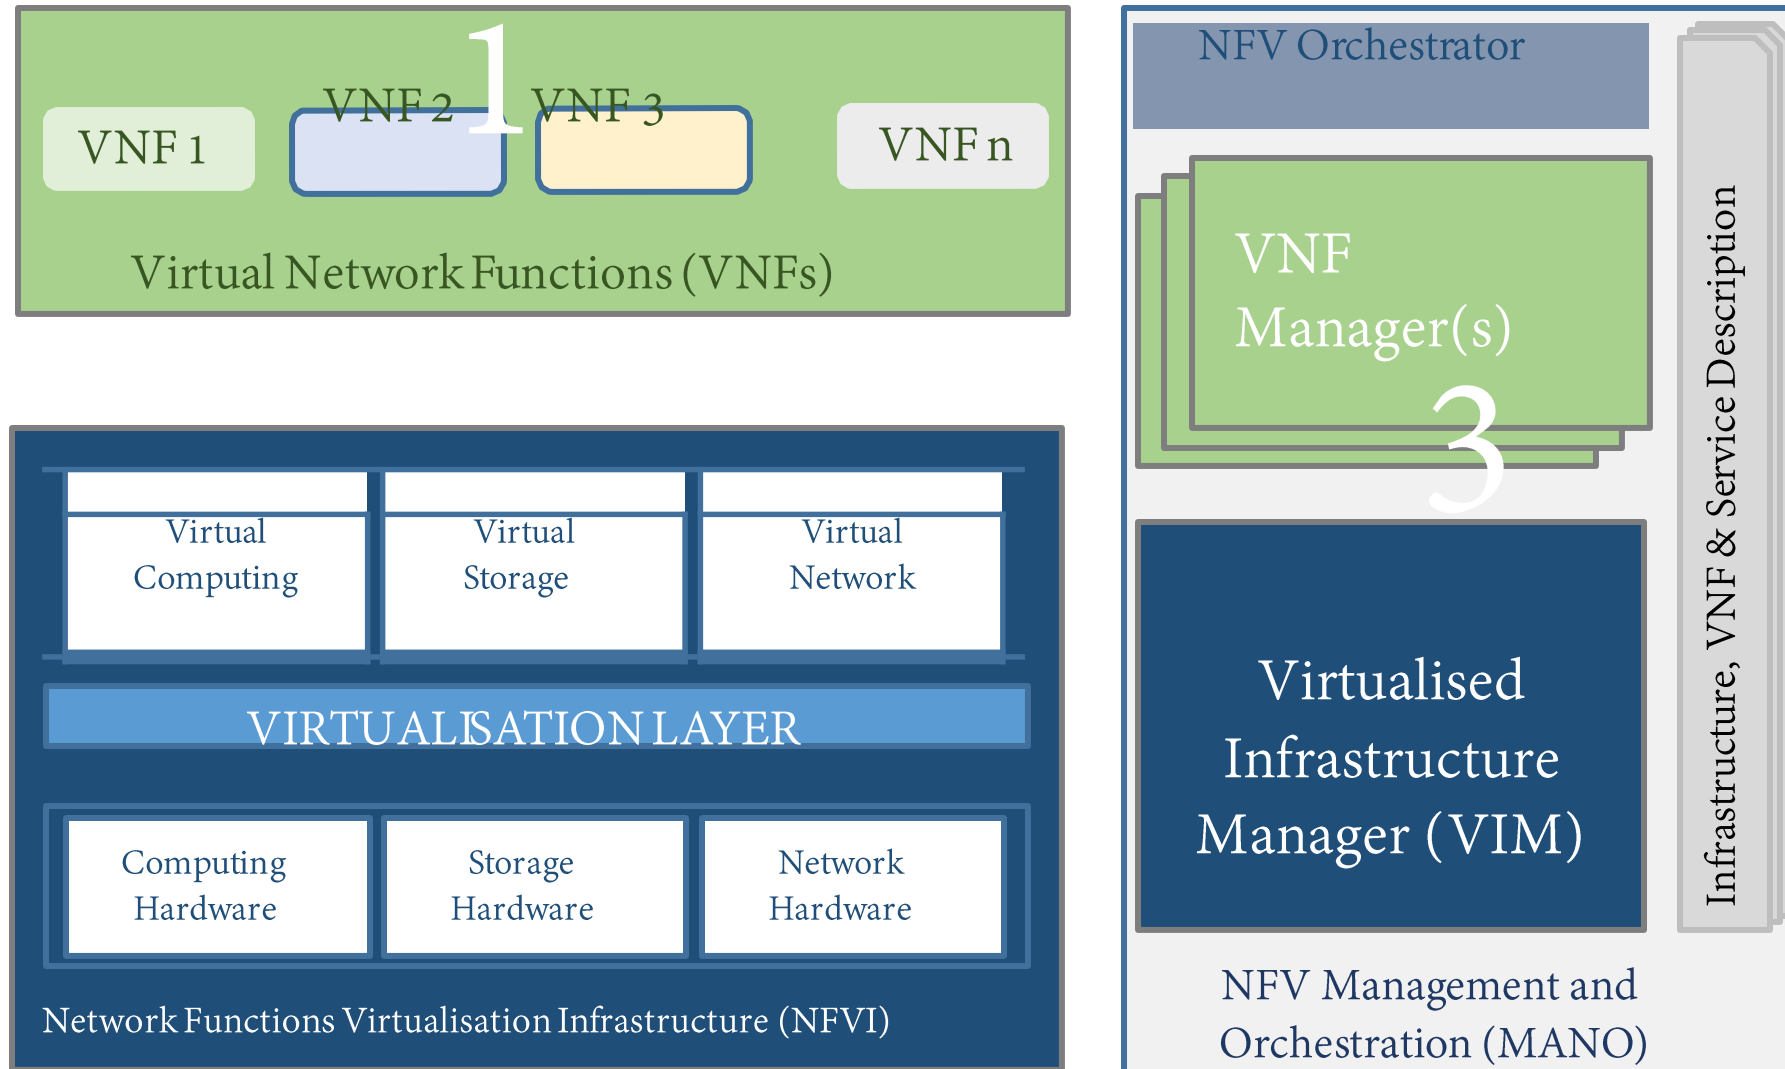 1
VNF 1
VNF 2
VNF 3
VNF n
Virtual Network Functions (VNFs)
Virtual
Computing
Virtual
Storage
Virtual
Network
VIRTUALISATION LAYER
Computing
Hardware
Storage
Hardware
Network
Hardware
Network Functions Virtualisation Infrastructure (NFVI)
NFV Orchestrator
VNF
Manager(s)
3
Virtualised
Infrastructure
Manager (VIM)
NFV Management and
Orchestration (MANO)
Infrastructure, VNF & Service Description